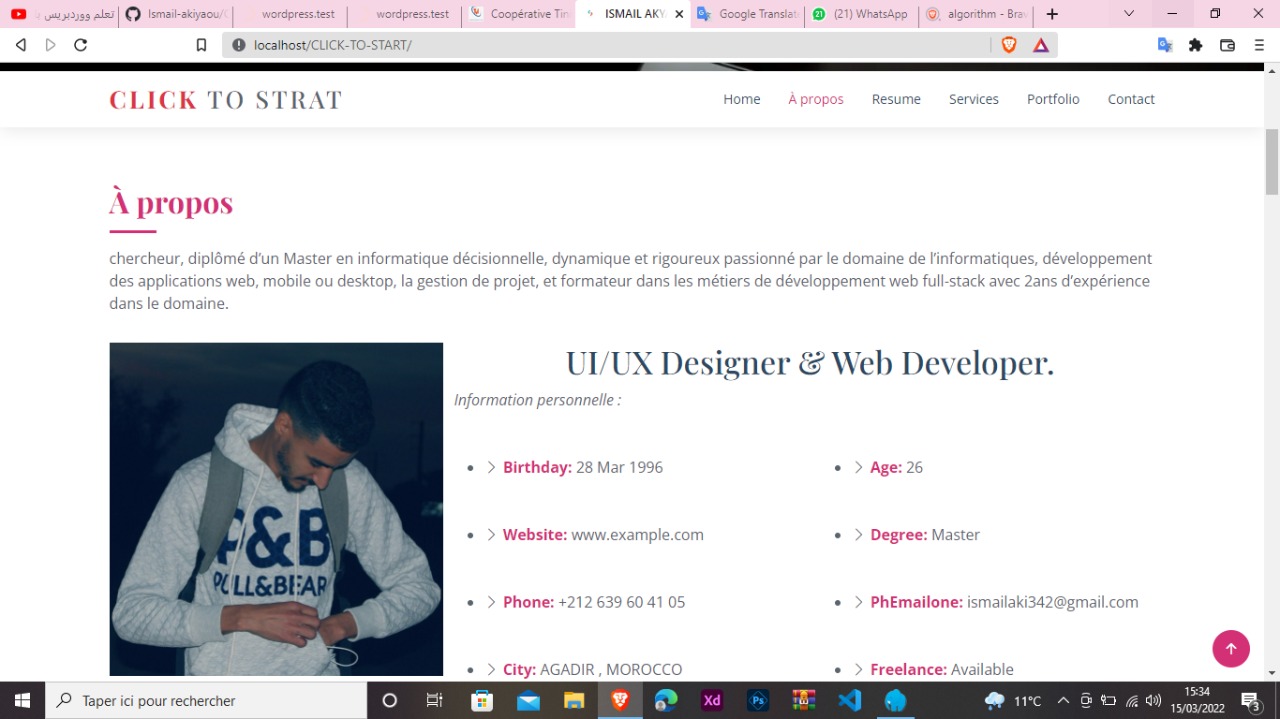 تعلم ووردبريس
Ismail-akiyaou/
wordpress.test
wordpress.test
Coopérative Tin
ISMAIL AKY
Google Translat
(21) WhatsApp
algorithm - Brav
localhost/CLICK-TO-START/
CLICK TO STRAT
Home
À propos
Resume
Services
Portfolio
Contact
À propos
chercheur, diplômé d’un Master en informatique décisionnelle, dynamique et rigoureux passionné par le domaine de l’informatiques, développement
des applications web, mobile ou desktop, la gestion de projet, et formateur dans les métiers de développement web full-stack avec 2ans d’expérience
dans le domaine.
P&B
PULL&BEAR
UI/UX Designer & Web Developer.
Information personnelle :
Birthday: 28 Mar 1996
Age: 26
Website: www.example.com
Degree: Master
Phone: +212 639 60 41 05
PhEmailone: ismailaki342@gmail.com
City: AGADIR , MOROCCO
Freelance: Available
Taper ici pour rechercher
Xd
Ps
11°C
15:34
15/03/2022
3